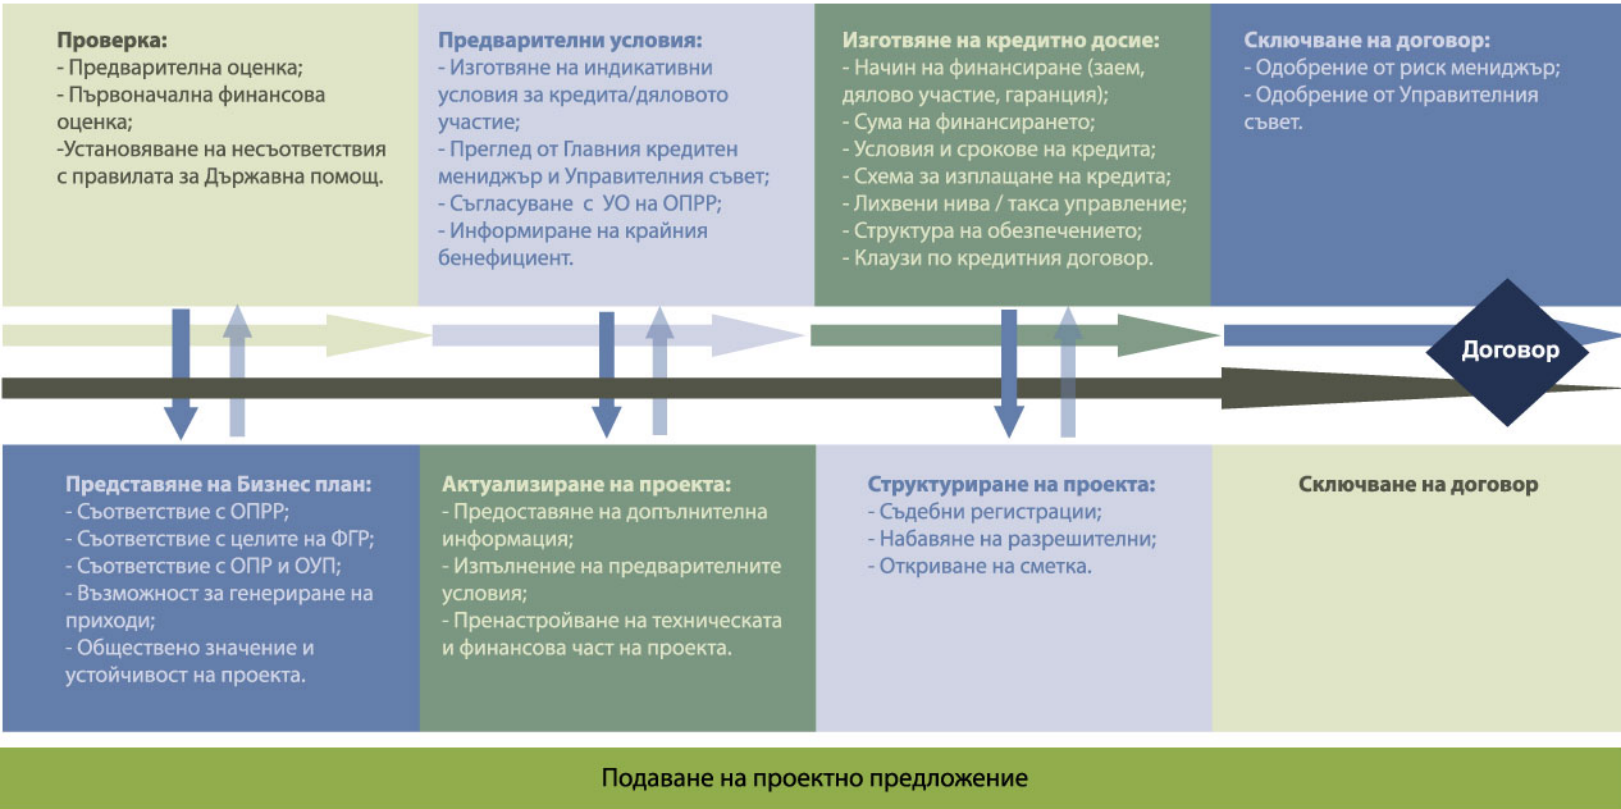 Проверка:
- Предварителна оценка;
- Първоначална финансова
оценка;
-Установяване на несъответствия
с правилата за Държавна помощ.
Предварителни условия:
- Изготвяне на индикативни
условия за кредита/дяловото
участие;
- Преглед от Главния кредитен
мениджър и Управителния съвет;
- Съгласуване с УО на ОПРР;
- Информиране на крайния
бенефициент.
Изготвяне на кредитно досие:
- Начин на финансиране (заем,
дялово участие, гаранция);
- Сума на финансирането;
- Условия и срокове на кредита;
- Схема за изплащане на кредита;
- Лихвени нива / такса управление;
- Структура на обезпечението;
- Клаузи по кредитния договор.
Сключване на договор:
- Одобрение от риск мениджър;
- Одобрение от Управителния
съвет.
Договор
Представяне на Бизнес план:
- Съответствие с ОПРР;
- Съответствие с целите на ФГР;
- Съответствие с ОПР и ОУП;
- Възможност за генериране на
приходи;
- Обществено значение и
устойчивост на проекта.
Актуализиране на проекта:
- Предоставяне на допълнителна
информация;
- Изпълнение на предварителните
условия;
- Пренастройване на техническата
и финансова част на проекта.
Структуриране на проекта:
- Съдебни регистрации;
- Набавяне на разрешителни;
- Откриване на сметка.
Сключване на договор
Подаване на проектно предложение